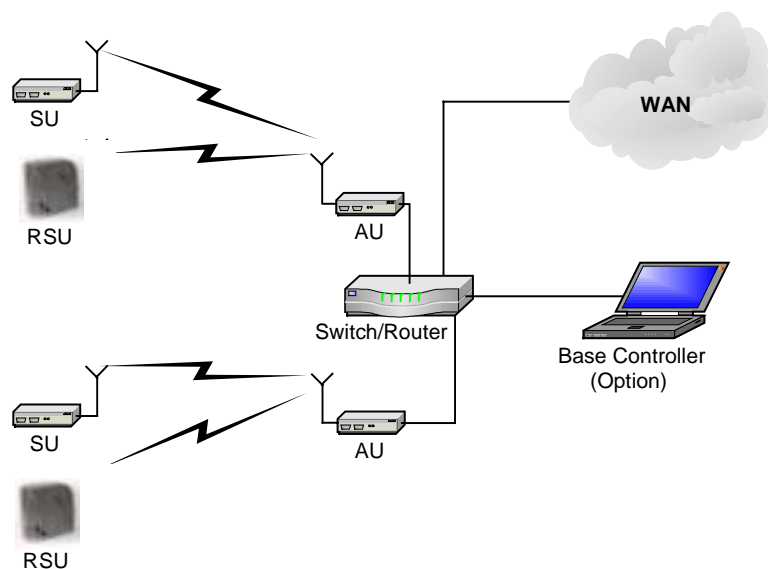 SU
WAN
RSU
AU
Switch/Router
Base Controller
(Option)
SU
AU
RSU